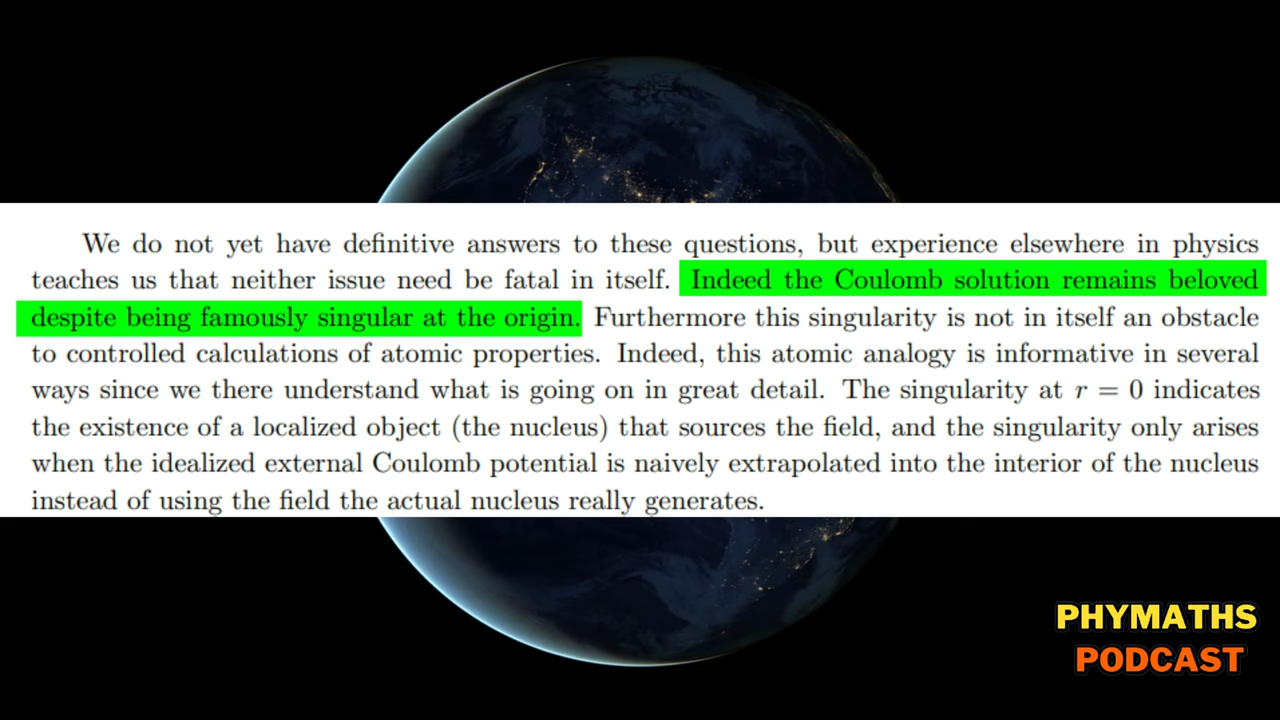 We do not yet have definitive answers to these questions, but experience elsewhere in physics
teaches us that neither issue need be fatal in itself. Indeed the Coulomb solution remains beloved
despite being famously singular at the origin. Furthermore this singularity is not in itself an obstacle
to controlled calculations of atomic properties. Indeed, this atomic analogy is informative in several
ways since we there understand what is going on in great detail. The singularity at r = 0 indicates
the existence of a localized object (the nucleus) that sources the field, and the singularity only arises
when the idealized external Coulomb potential is naively extrapolated into the interior of the nucleus
instead of using the field the actual nucleus really generates.
PHYMATHS
PODCAST